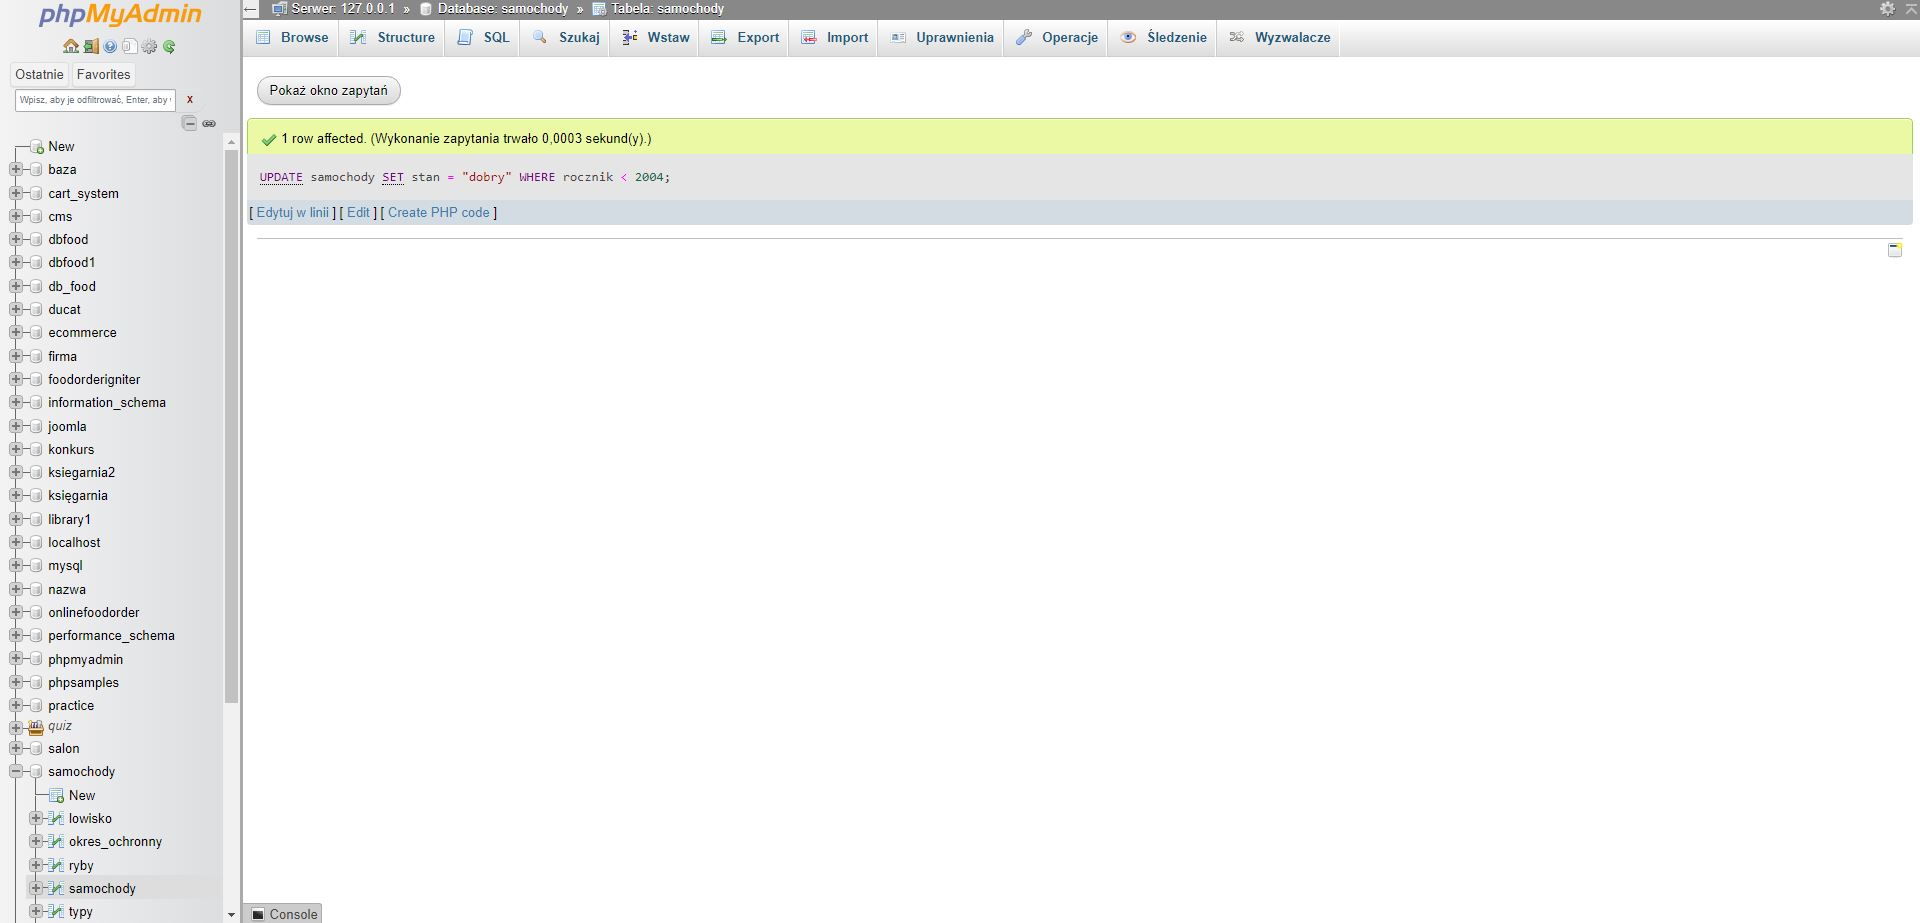 phpMyAdmin
Ostatnie Favorites
Wpisz, aby je odfiltrować, Enter, aby x
New
baza
cart_system
cms
dbfood
dbfood1
db_food
ducat
ecommerce
firma
foodorderigniter
information_schema
joomla
konkurs
ksiegarnia2
księgarnia
library1
localhost
mysql
nazwa
onlinefoodorder
performance_schema
phpmyadmin
phpsamples
practice
quiz
salon
samochody
New
lowisko
okres_ochronny
ryby
samochody
typy
Serwer: 127.0.0.1 » Database: samochody » Tabela: samochody
Browse Structure SQL Szukaj Wstaw Export Import Uprawnienia Operacje Śledzenie Wyzwalacze
Pokaż okno zapytań
1 row affected. (Wykonanie zapytania trwało 0,0003 sekund(y).)
UPDATE samochody SET stan = "dobry" WHERE rocznik < 2004;
[ Edytuj w linii ] [ Edit ] [ Create PHP code ]
Console